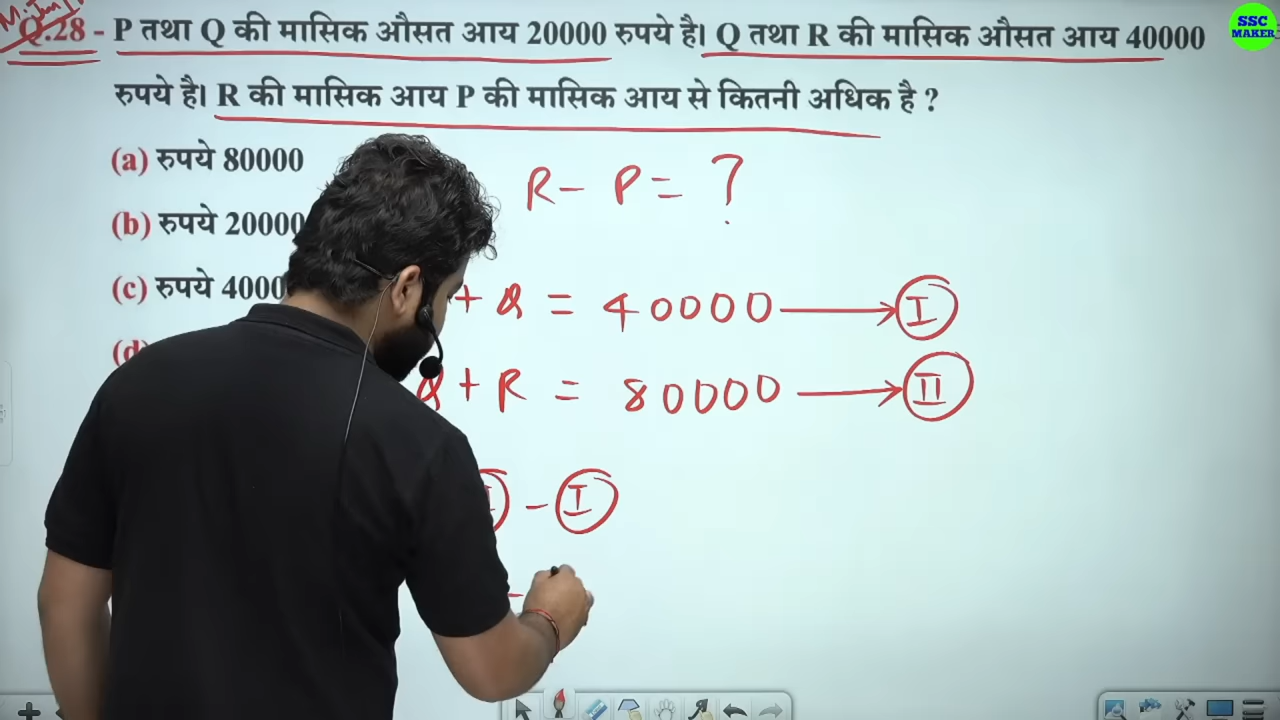 Q.28 - P तथा Q की मासिक औसत आय 20000 रुपये है। Q तथा R की मासिक औसत आय 40000
रुपये है। R की मासिक आय P की मासिक आय से कितनी अधिक है ?
SSC
MAKER
(a) रुपये 80000
(b) रुपये 20000
(c) रुपये 4000
(d)
R - P = ?
+ Q = 40000 → I
Q + R = 80000 → II
- I
-